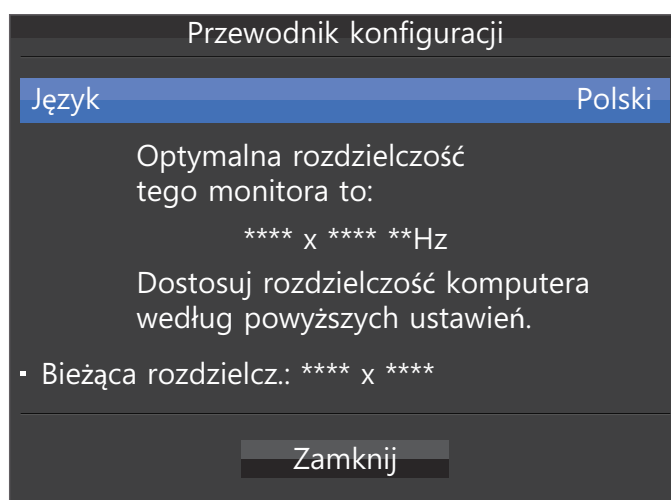 Przewodnik konfiguracji
Język Polski
Optymalna rozdzielczość
tego monitora to:
**** x **** **Hz
Dostosuj rozdzielczość komputera
według powyższych ustawień.
▪ Bieżąca rozdzielcz.: **** x ****
Zamknij